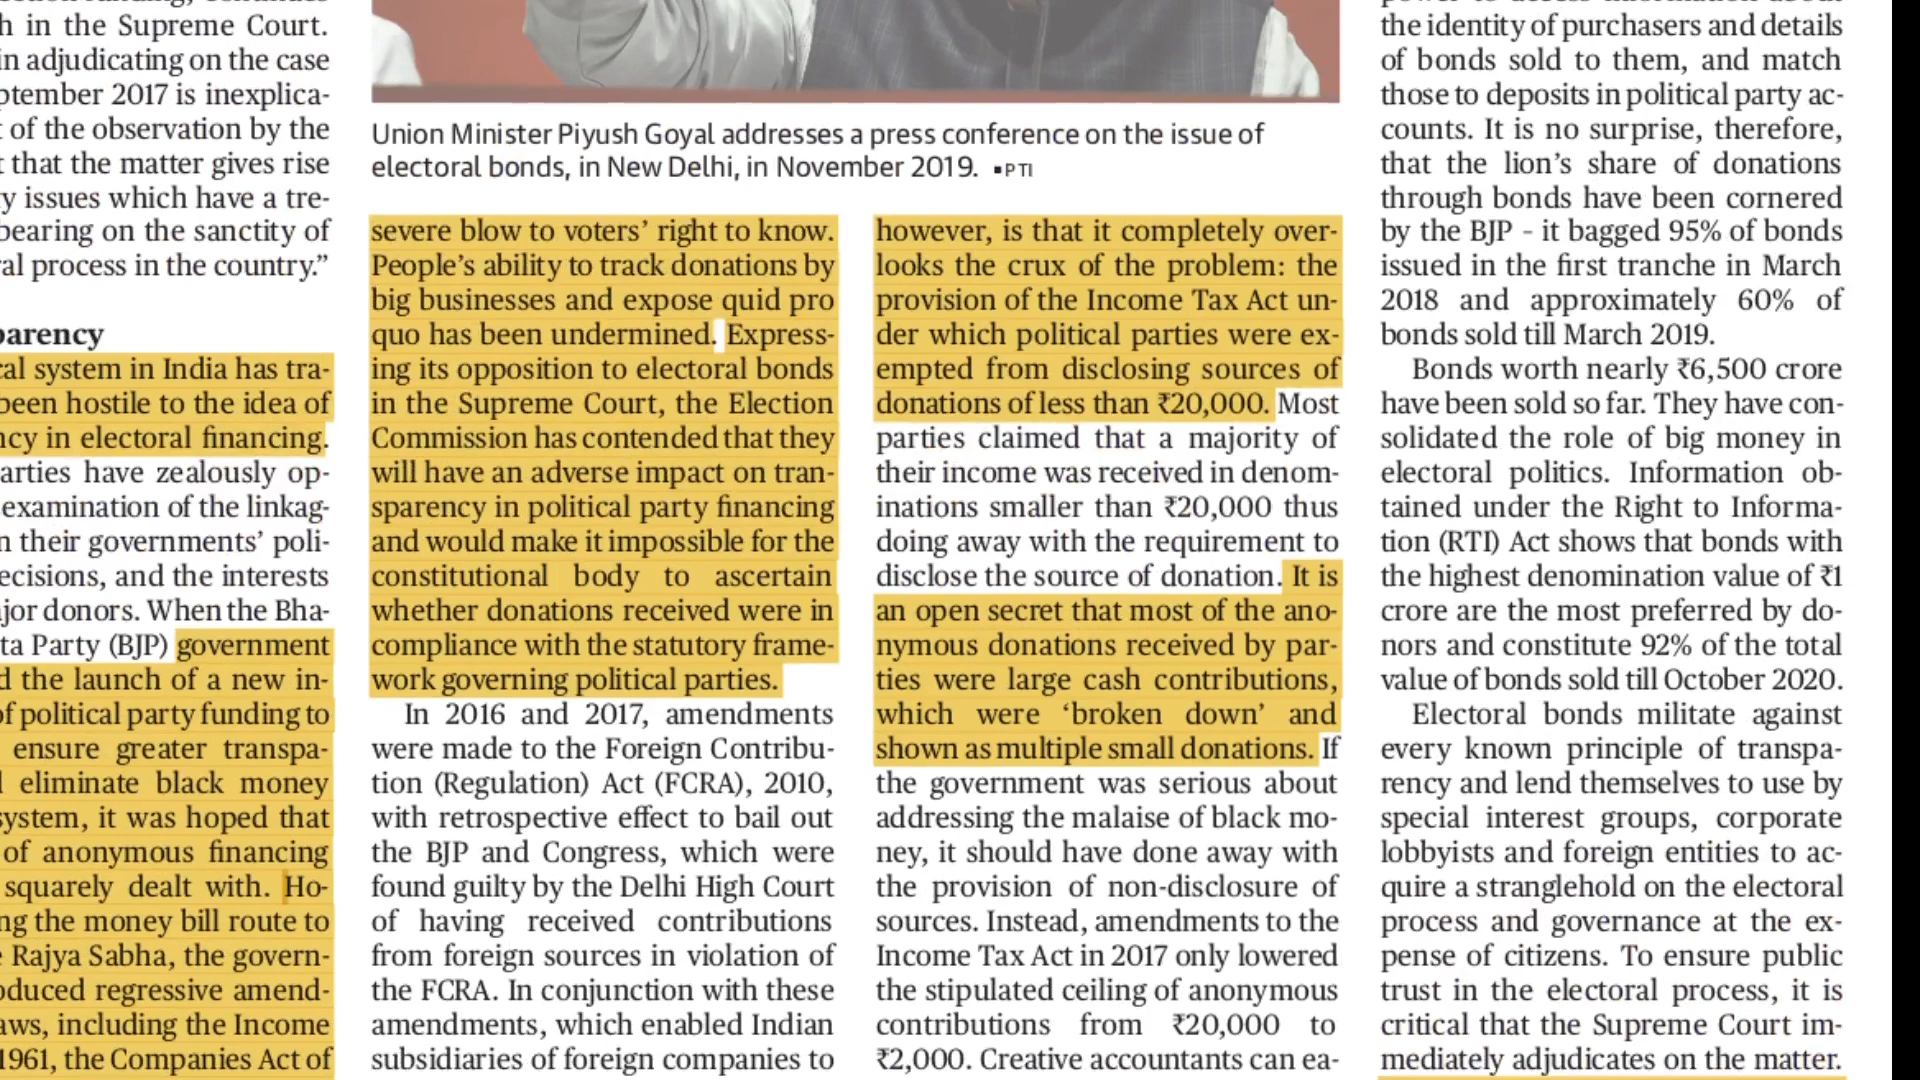 h in the Supreme Court.
in adjudicating on the case
ptember 2017 is inexplica-
of the observation by the
that the matter gives rise
y issues which have a tre-
bearing on the sanctity of
al process in the country.”
parency
cal system in India has tra-
been hostile to the idea of
ncy in electoral financing.
arties have zealously op-
examination of the linkag-
n their governments’ poli-
ecisions, and the interests
jor donors. When the Bha-
ta Party (BJP) government
d the launch of a new in-
of political party funding to
ensure greater transpa-
eliminate black money
system, it was hoped that
of anonymous financing
squarely dealt with. Ho-
ng the money bill route to
Rajya Sabha, the govern-
oduced regressive amend-
aws, including the Income
1961, the Companies Act of
Union Minister Piyush Goyal addresses a press conference on the issue of
electoral bonds, in New Delhi, in November 2019. ▪PTI
severe blow to voters’ right to know.
People’s ability to track donations by
big businesses and expose quid pro
quo has been undermined. Express-
ing its opposition to electoral bonds
in the Supreme Court, the Election
Commission has contended that they
will have an adverse impact on tran-
sparency in political party financing
and would make it impossible for the
constitutional body to ascertain
whether donations received were in
compliance with the statutory frame-
work governing political parties.
In 2016 and 2017, amendments
were made to the Foreign Contribu-
tion (Regulation) Act (FCRA), 2010,
with retrospective effect to bail out
the BJP and Congress, which were
found guilty by the Delhi High Court
of having received contributions
from foreign sources in violation of
the FCRA. In conjunction with these
amendments, which enabled Indian
subsidiaries of foreign companies to
however, is that it completely over-
looks the crux of the problem: the
provision of the Income Tax Act un-
der which political parties were ex-
empted from disclosing sources of
donations of less than ₹20,000. Most
parties claimed that a majority of
their income was received in denom-
inations smaller than ₹20,000 thus
doing away with the requirement to
disclose the source of donation. It is
an open secret that most of the ano-
nymous donations received by par-
ties were large cash contributions,
which were ‘broken down’ and
shown as multiple small donations. If
the government was serious about
addressing the malaise of black mo-
ney, it should have done away with
the provision of non-disclosure of
sources. Instead, amendments to the
Income Tax Act in 2017 only lowered
the stipulated ceiling of anonymous
contributions from ₹20,000 to
₹2,000. Creative accountants can ea-
power to access information about
the identity of purchasers and details
of bonds sold to them, and match
those to deposits in political party ac-
counts. It is no surprise, therefore,
that the lion’s share of donations
through bonds have been cornered
by the BJP - it bagged 95% of bonds
issued in the first tranche in March
2018 and approximately 60% of
bonds sold till March 2019.
Bonds worth nearly ₹6,500 crore
have been sold so far. They have con-
solidated the role of big money in
electoral politics. Information ob-
tained under the Right to Informa-
tion (RTI) Act shows that bonds with
the highest denomination value of ₹1
crore are the most preferred by do-
nors and constitute 92% of the total
value of bonds sold till October 2020.
Electoral bonds militate against
every known principle of transpa-
rency and lend themselves to use by
special interest groups, corporate
lobbyists and foreign entities to ac-
quire a stranglehold on the electoral
process and governance at the ex-
pense of citizens. To ensure public
trust in the electoral process, it is
critical that the Supreme Court im-
mediately adjudicates on the matter.